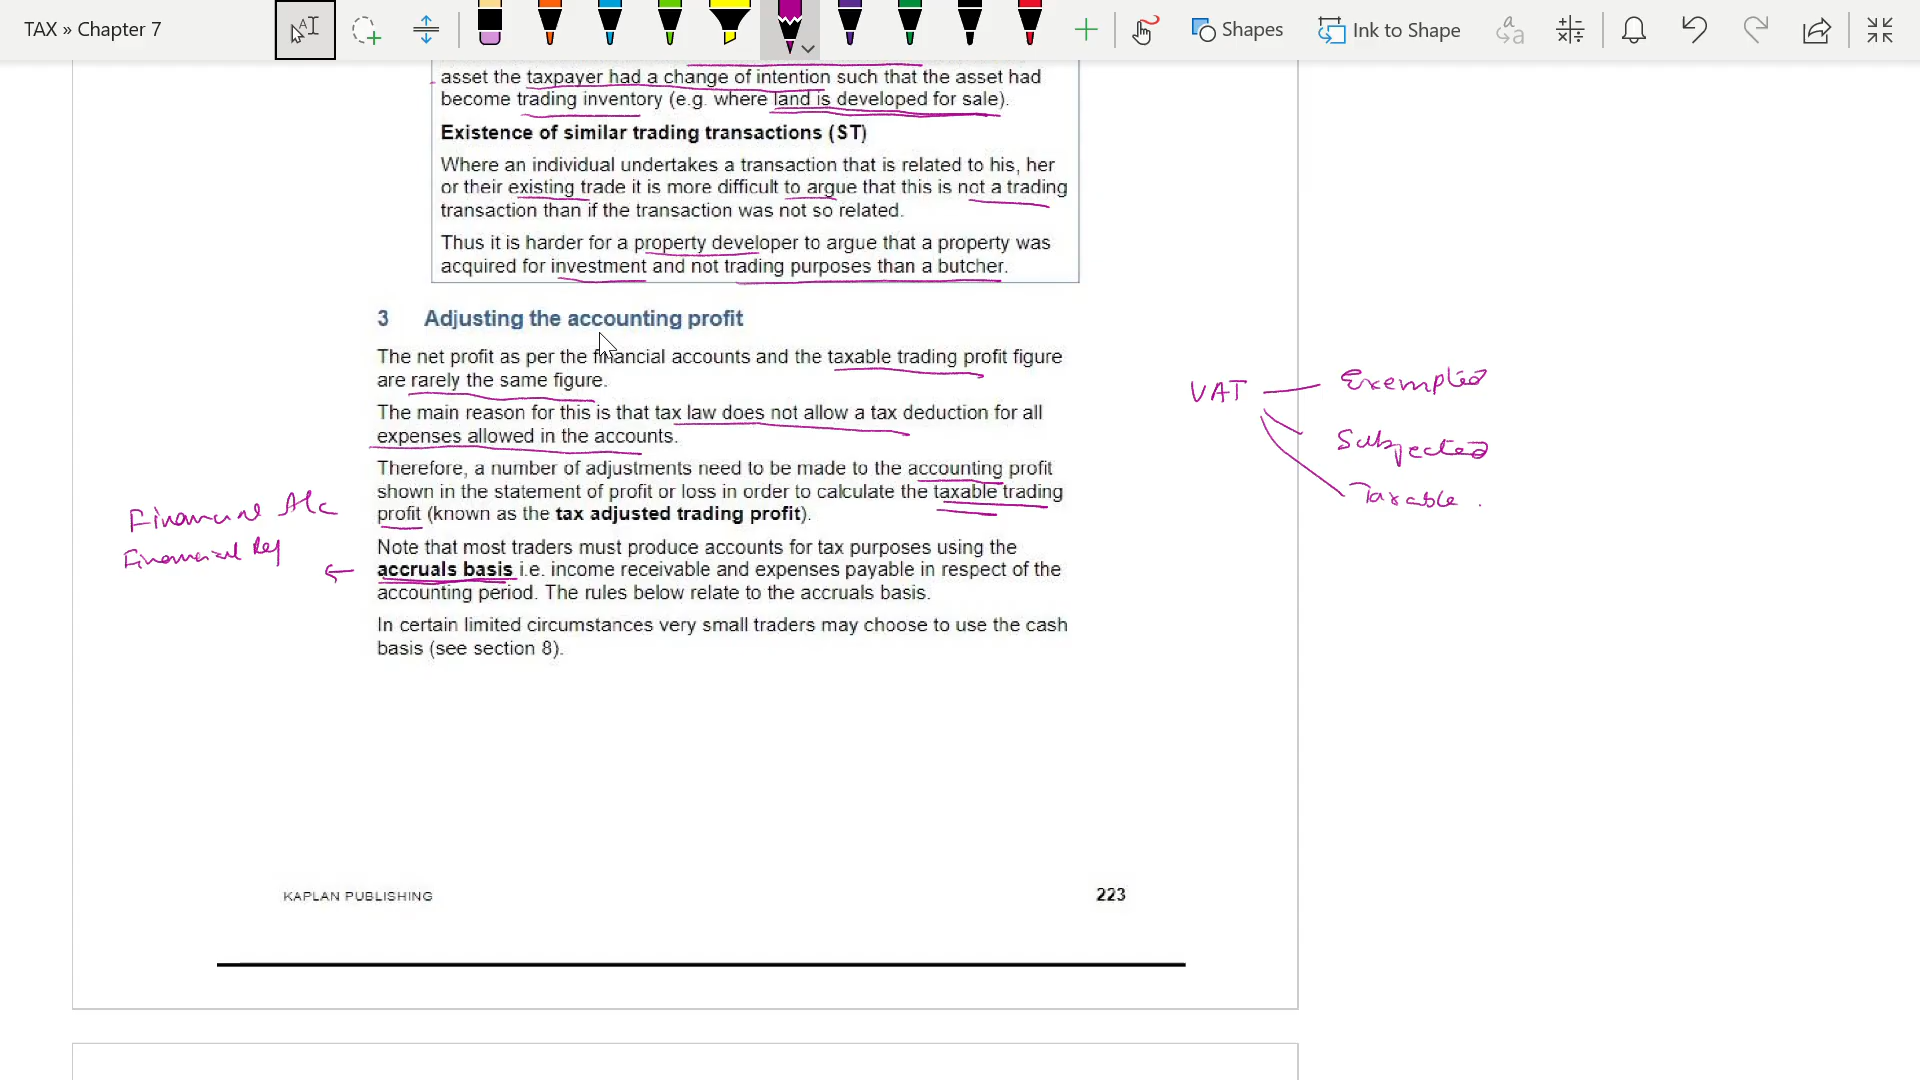 TAX » Chapter 7
Shapes
Ink to Shape
asset the taxpayer had a change of intention such that the asset had
become trading inventory (e.g. where land is developed for sale).
Existence of similar trading transactions (ST)
Where an individual undertakes a transaction that is related to his, her
or their existing trade it is more difficult to argue that this is not a trading
transaction than if the transaction was not so related.
Thus it is harder for a property developer to argue that a property was
acquired for investment and not trading purposes than a butcher.
3 Adjusting the accounting profit
The net profit as per the financial accounts and the taxable trading profit figure
are rarely the same figure.
The main reason for this is that tax law does not allow a tax deduction for all
expenses allowed in the accounts.
Therefore, a number of adjustments need to be made to the accounting profit
shown in the statement of profit or loss in order to calculate the taxable trading
profit (known as the tax adjusted trading profit).
Note that most traders must produce accounts for tax purposes using the
accruals basis i.e. income receivable and expenses payable in respect of the
accounting period. The rules below relate to the accruals basis.
In certain limited circumstances very small traders may choose to use the cash
basis (see section 8).
Financial A/c
Financial Rep
VAT
Exempted
Subjected
Taxable .
KAPLAN PUBLISHING
223